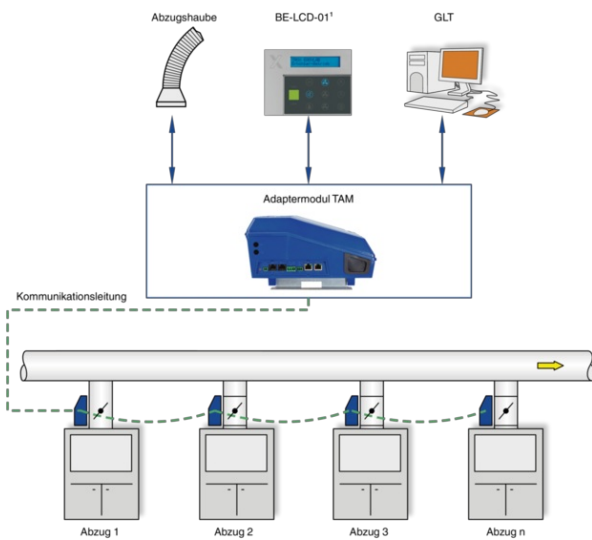 Abzugshaube
BE-LCD-01¹
GLT
Adaptermodul TAM
Kommunikationsleitung
Abzug 1
Abzug 2
Abzug 3
Abzug n